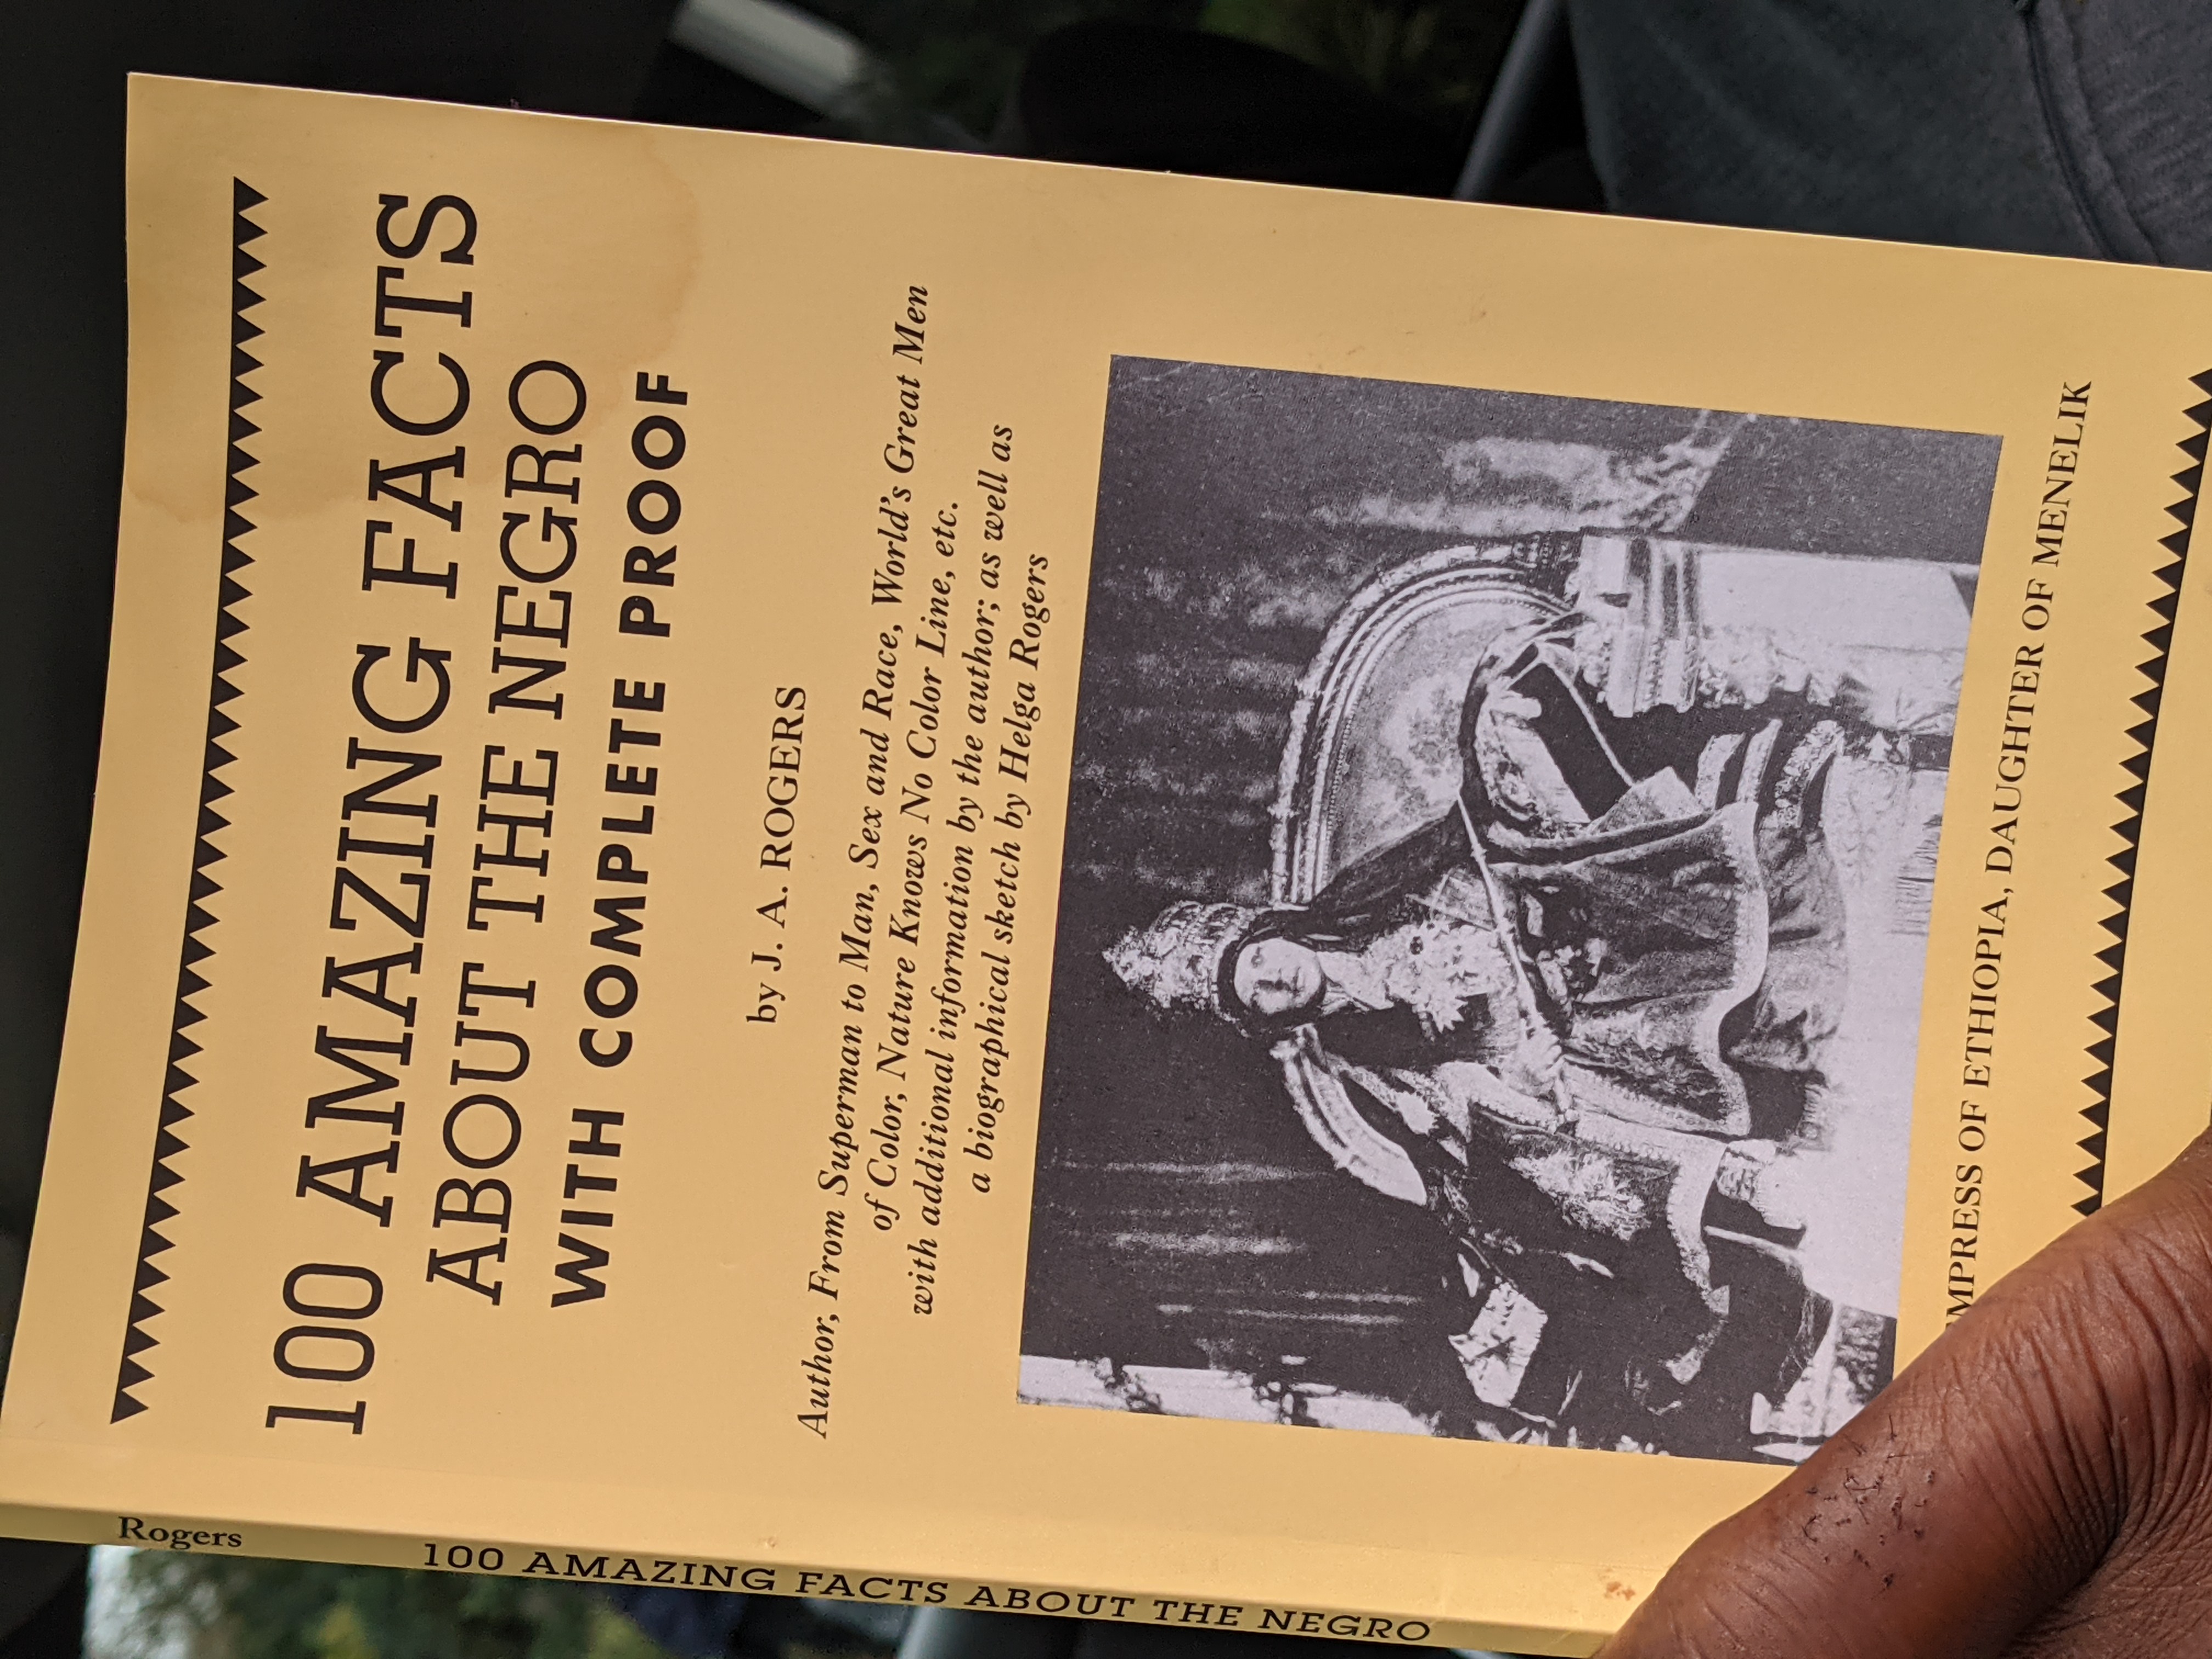 Rogers 100 AMAZING FACTS ABOUT THE NEGRO
100 AMAZING FACTS
ABOUT THE NEGRO
WITH COMPLETE PROOF
by J. A. ROGERS
Author, From Superman to Man, Sex and Race, World's Great Men
of Color, Nature Knows No Color Line, etc.
with additional information by the author; as well as
a biographical sketch by Helga Rogers
MPRESS OF ETHIOPIA, DAUGHTER OF MENELIK